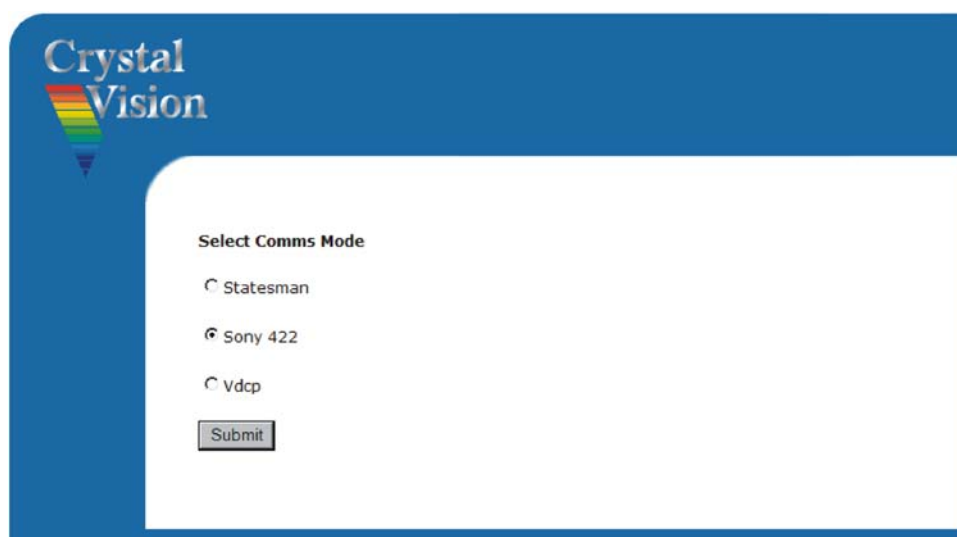 Crystal
Vision
Select Comms Mode
Statesman
Sony 422
Vdcp
Submit